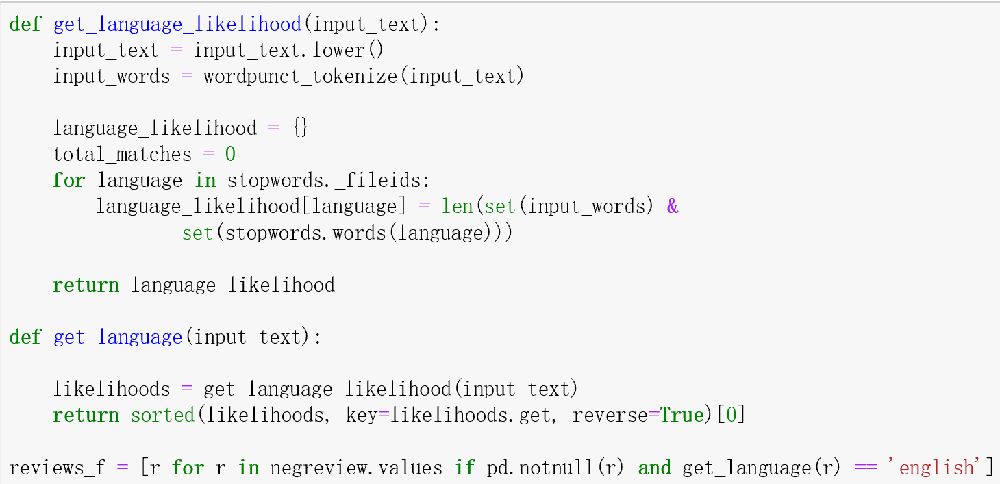 def get_language_likelihood(input_text):
    input_text = input_text.lower()
    input_words = wordpunct_tokenize(input_text)

    language_likelihood = {}
    total_matches = 0
    for language in stopwords._fileids:
        language_likelihood[language] = len(set(input_words) &
                set(stopwords.words(language)))

    return language_likelihood

def get_language(input_text):

    likelihoods = get_language_likelihood(input_text)
    return sorted(likelihoods, key=likelihoods.get, reverse=True)[0]

reviews_f = [r for r in negreview.values if pd.notnull(r) and get_language(r) == 'english']